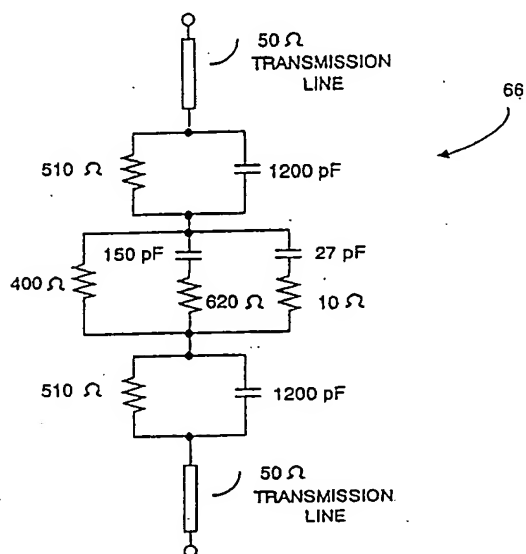 50 Ω
TRANSMISSION
LINE
66
510 Ω
1200 pF
150 pF
27 pF
400 Ω
620 Ω
10 Ω
510 Ω
1200 pF
50 Ω
TRANSMISSION
LINE